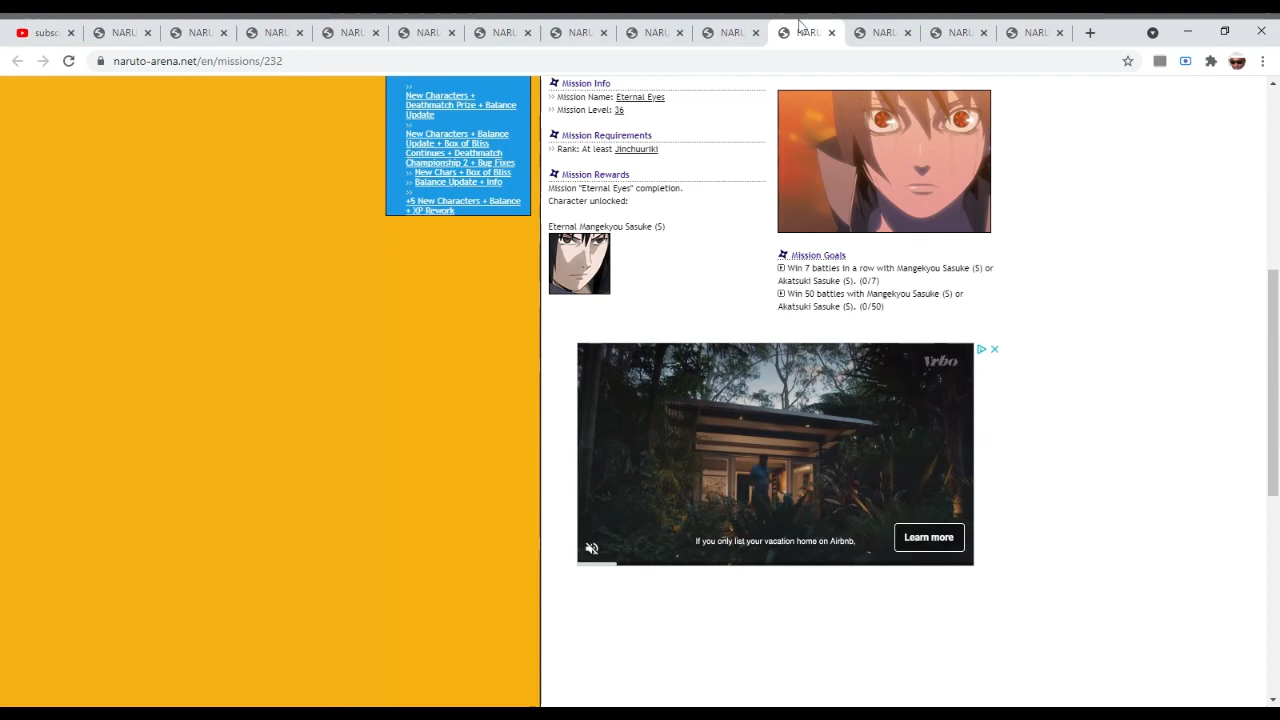 subsc
NARU
NARU
NARU
NARU
NARU
NARU
NARU
NARU
NARU
NARU
NARU
NARU
NARU
naruto-arena.net/en/missions/232
New Characters +
Deathmatch Prize + Balance
Update
New Characters + Balance
Update + Box of Bliss
Continues + Deathmatch
Championship 2 + Bug Fixes
New Chars + Box of Bliss
Balance Update + Info
+5 New Characters + Balance
+ XP Rework
Mission Info
Mission Name: Eternal Eyes
Mission Level: 36
Mission Requirements
Rank: At least Jinchuuriki
Mission Rewards
Mission "Eternal Eyes" completion.
Character unlocked:
Eternal Mangekyou Sasuke (S)
Mission Goals
Win 7 battles in a row with Mangekyou Sasuke (S) or
Akatsuki Sasuke (S). (0/7)
Win 50 battles with Mangekyou Sasuke (S) or
Akatsuki Sasuke (S). (0/50)
Vrbo
If you only list your vacation home on Airbnb,
Learn more